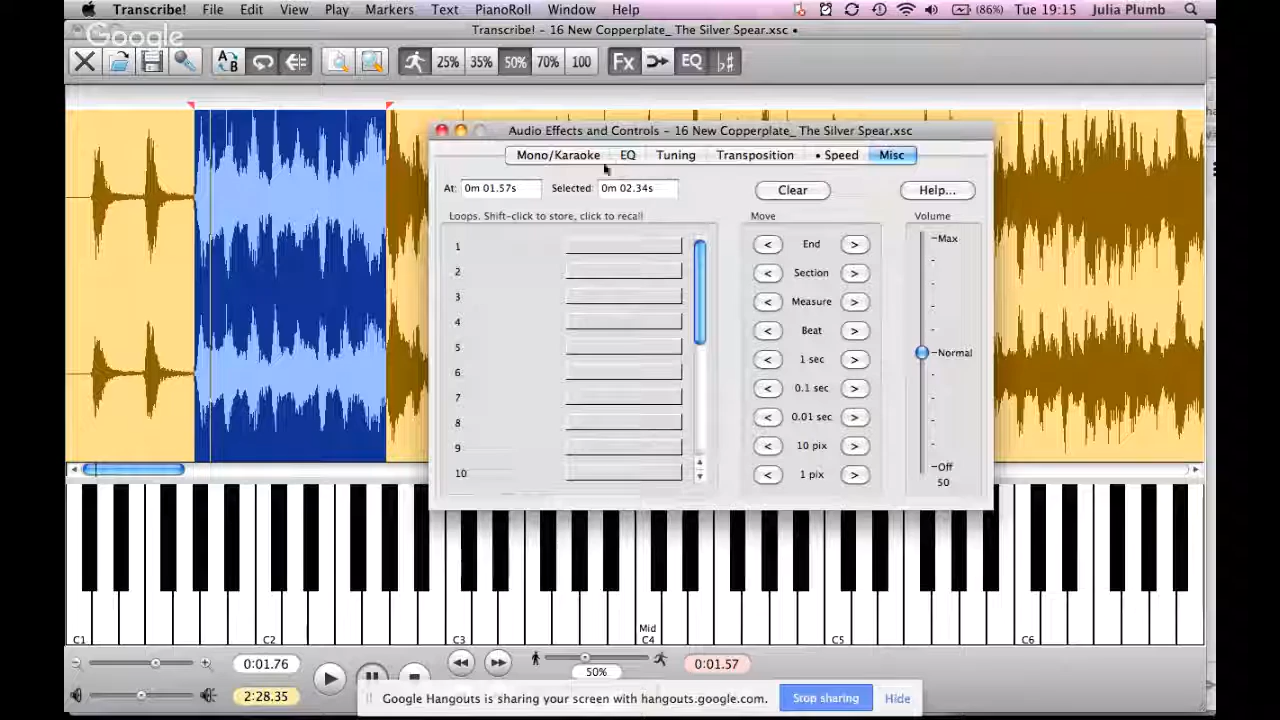 Transcribe! File Edit View Play Markers Text PianoRoll Window Help (86%) Tue 19:15 Julia Plumb
Google
Transcribe! - 16 New Copperplate_ The Silver Spear.xsc •
A B 25% 35% 50% 70% 100 Fx EQ
Audio Effects and Controls - 16 New Copperplate_ The Silver Spear.xsc
Mono/Karaoke EQ Tuning Transposition • Speed Misc
At: 0m 01.57s Selected: 0m 02.34s Clear Help...
Loops. Shift-click to store, click to recall Move Volume
1 < End > Max
2 < Section >
3 < Measure >
4 < Beat >
5 < 1 sec > Normal
6 < 0.1 sec >
7 < 0.01 sec >
8 < 10 pix >
9 < 1 pix > Off
10 50
Mid
C1 C2 C3 C4 C5 C6
0:01.76 50% 0:01.57
2:28.35
Google Hangouts is sharing your screen with hangouts.google.com. Stop sharing Hide